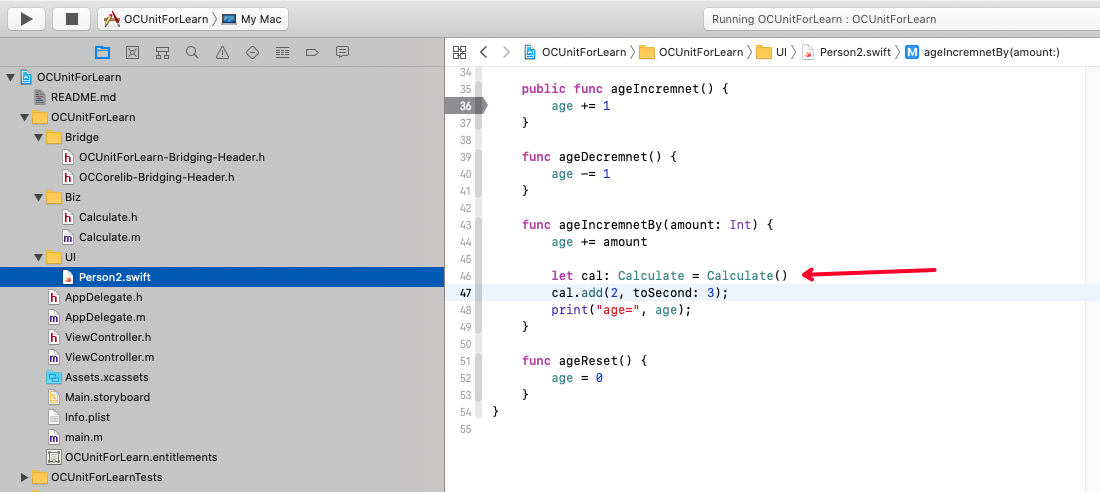 OCUnitForLearn
My Mac
Running OCUnitForLearn : OCUnitForLearn
OCUnitForLearn
README.md
OCUnitForLearn
Bridge
OCUnitForLearn-Bridging-Header.h
OCCorelib-Bridging-Header.h
Biz
Calculate.h
Calculate.m
UI
Person2.swift
AppDelegate.h
AppDelegate.m
ViewController.h
ViewController.m
Assets.xcassets
Main.storyboard
Info.plist
main.m
OCUnitForLearn.entitlements
OCUnitForLearnTests
OCUnitForLearn OCUnitForLearn UI Person2.swift M ageIncremnetBy(amount:)
34
35 public func ageIncremnet() {
36 age += 1
37 }
38
39 func ageDecremnet() {
40 age -= 1
41 }
42
43 func ageIncremnetBy(amount: Int) {
44 age += amount
45
46 let cal: Calculate = Calculate()
47 cal.add(2, toSecond: 3);
48 print("age=", age);
49 }
50
51 func ageReset() {
52 age = 0
53 }
54 }
55